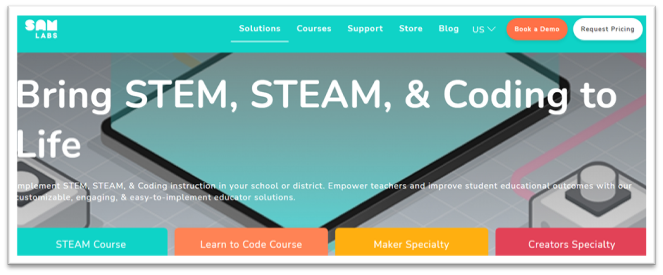 SAM
LABS
Solutions Courses Support Store Blog US Book a Demo Request Pricing
Bring STEM, STEAM, & Coding to
Life
Implement STEM, STEAM, & Coding instruction in your school or district. Empower teachers and improve student educational outcomes with our
customizable, engaging, & easy-to-implement educator solutions.
STEAM Course Learn to Code Course Maker Specialty Creators Specialty